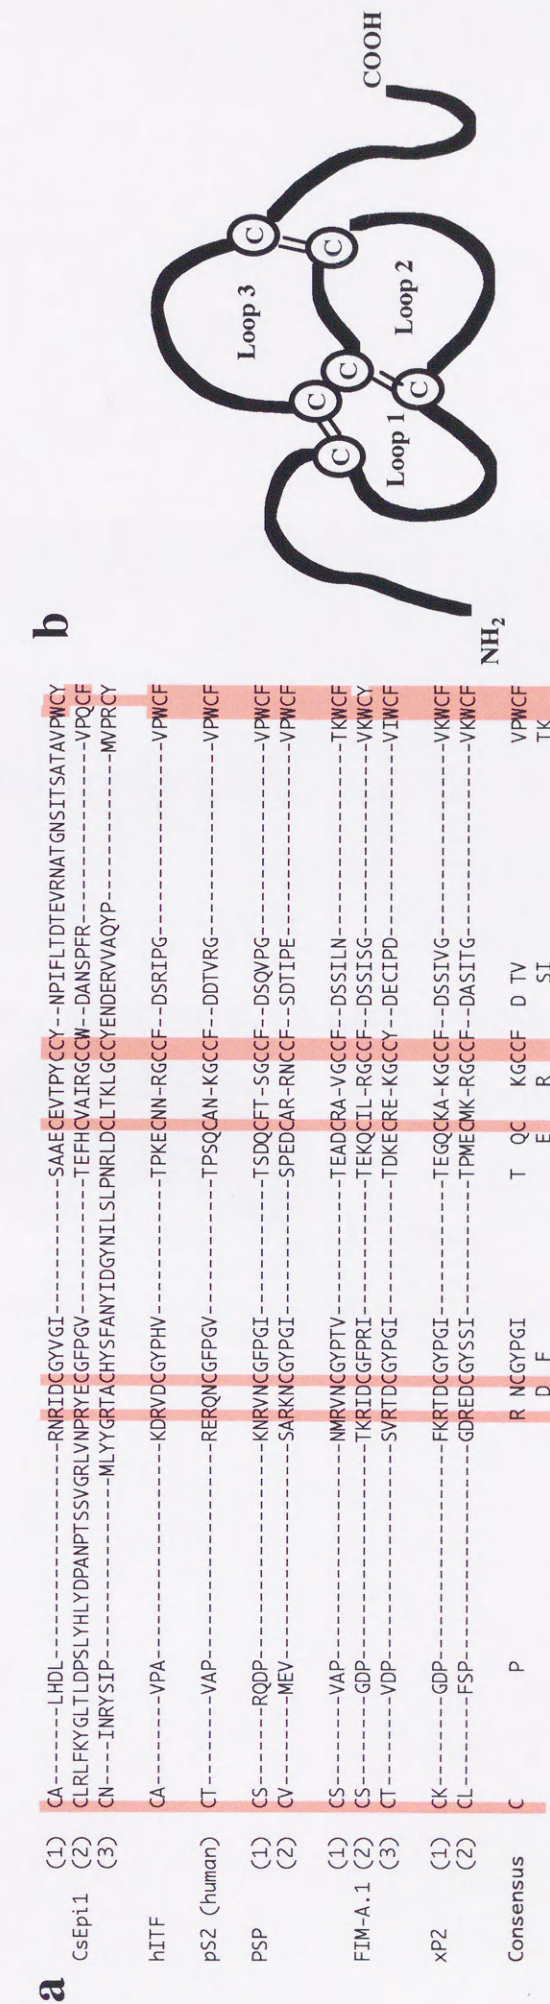 a
CsEpi1 (1) CA------LHDL-----------------------RNRIDCGYVGI----------------SAAECEVTPYCCY--NPIFLTDTEVRNATGNSITSATAVPWCY
(2) CLRLFKYGLTLDPSLYHLYDPANPTSSVGRLVNPRYECGFPGV----------------TEFHCVAIRGCCW--DANSPFR------------------VPQCF
(3) CN----INRYSIP--------------------MLYYGRTACHYSFANYIDGYNILSLPNRLDCLTKLGCCYENDERVVAQYP----------------MVPRCY
hITF CA-------VPA-----------------------KDRVDCGYPHV----------------TPKECNN-RGCCF--DSRIPG-------------------VPWCF
pS2 (human) CT-------VAP-----------------------RERQNCGFPGV----------------TPSQCAN-KGCCF--DDTVRG-------------------VPWCF
PSP (1) CS------RQDP-----------------------KNRVNCGFPGI----------------TSDQCFT-SGCCF--DSQVPG-------------------VPWCF
(2) CV-------MEV-----------------------SARKNCGYPGI----------------SPEDCAR-RNCCF--SDTIPE-------------------VPWCF
FIM-A.1 (1) CS-------VAP-----------------------NMRVNCGYPTV----------------TEADCRA-VGCCF--DSSILN-------------------TKWCF
(2) CS-------GDP-----------------------TKRIDCGFPRI----------------TEKQCIL-RGCCF--DSSISG-------------------VKWCY
(3) CT-------VDP-----------------------SVRTDCGYPGI----------------TDKECRE-KGCCY--DECIPD-------------------VIWCF
xP2 (1) CK-------GDP-----------------------FKRTDCGYPGI----------------TEGQCKA-KGCCF--DSSIVG-------------------VKWCF
(2) CL-------FSP-----------------------GDREDCGYSSI----------------TPMECMK-RGCCF--DASITG-------------------VKWCF
Consensus C P R NCGYPGI T QC KGCCF D TV VPWCF
D F E R SI TK
b
NH2
C
C
C
C
C
C
Loop 1
Loop 2
Loop 3
COOH